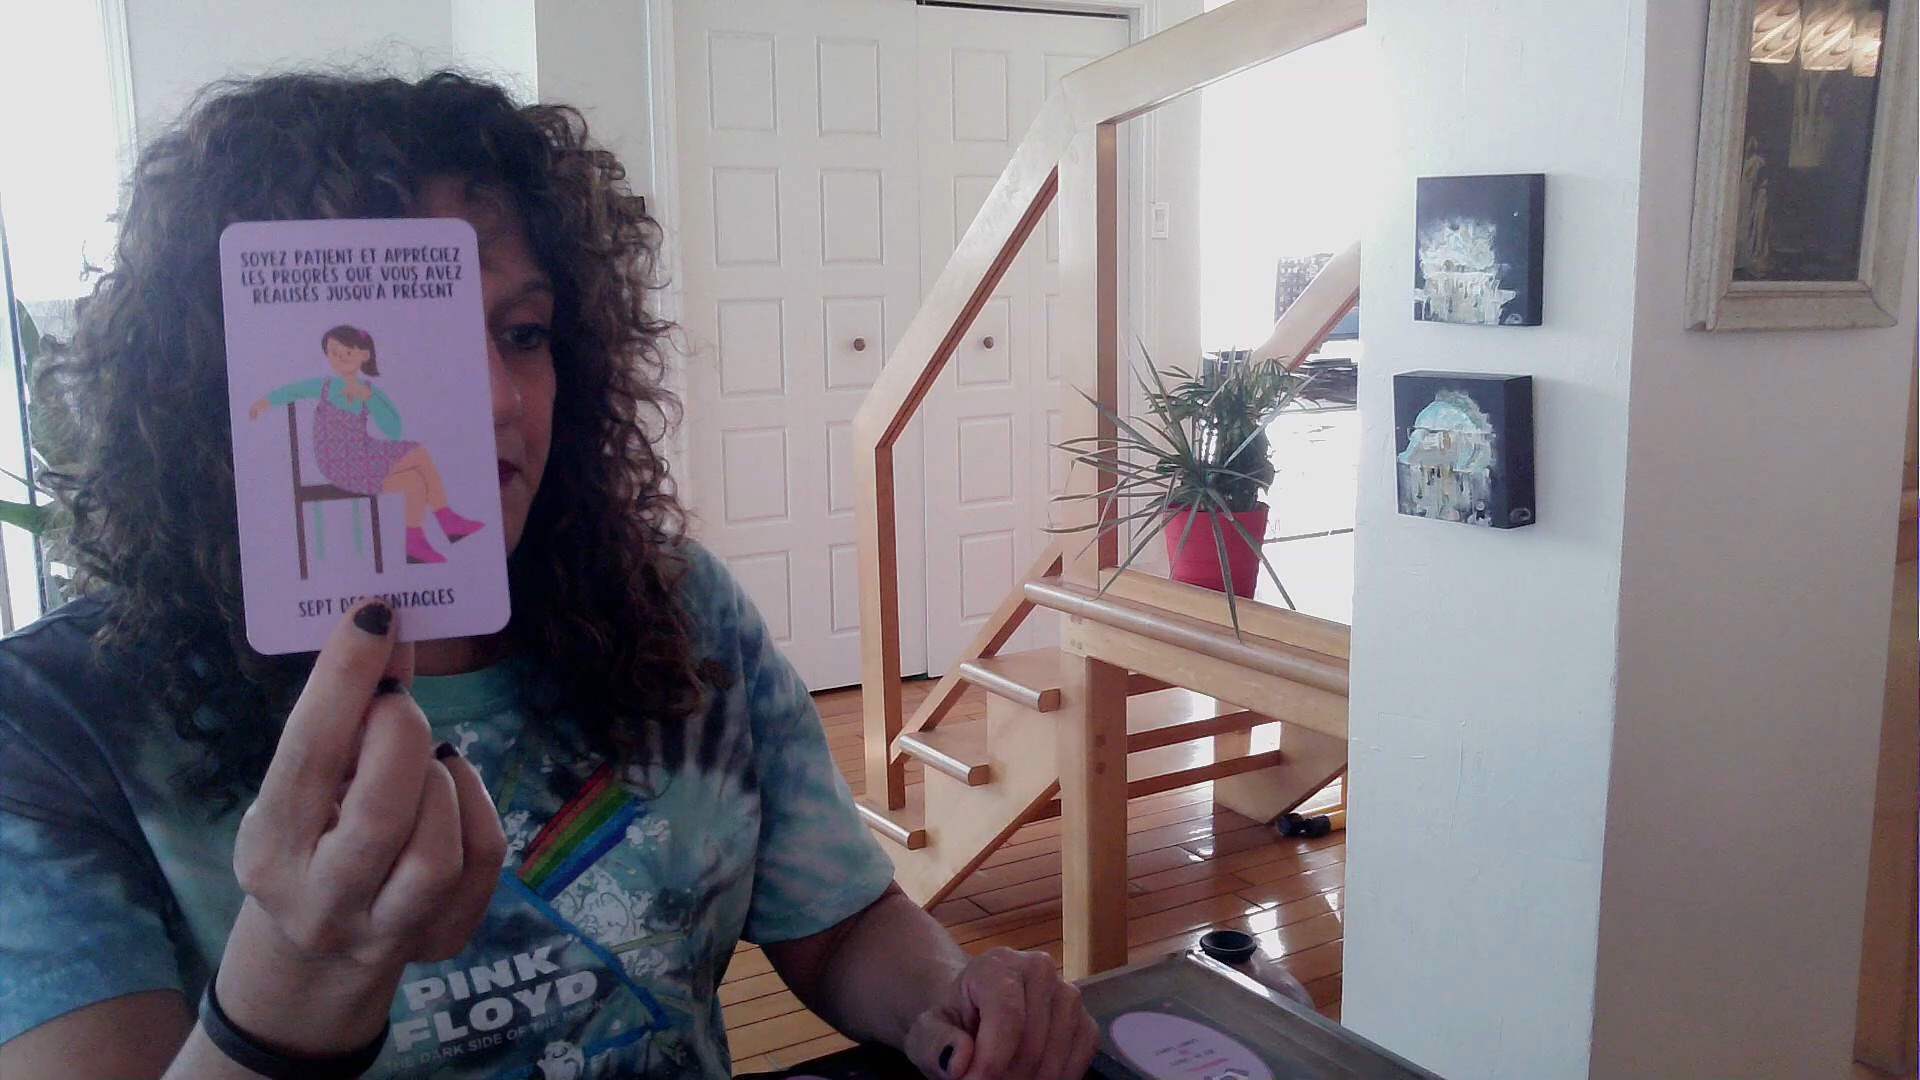 SOYEZ PATIENT ET APPRÉCIEZ
LES PROGRÈS QUE VOUS AVEZ
RÉALISÉS JUSQU'À PRÉSENT
SEPT DES PENTACLES
PINK
FLOYD
THE DARK SIDE OF THE MOON